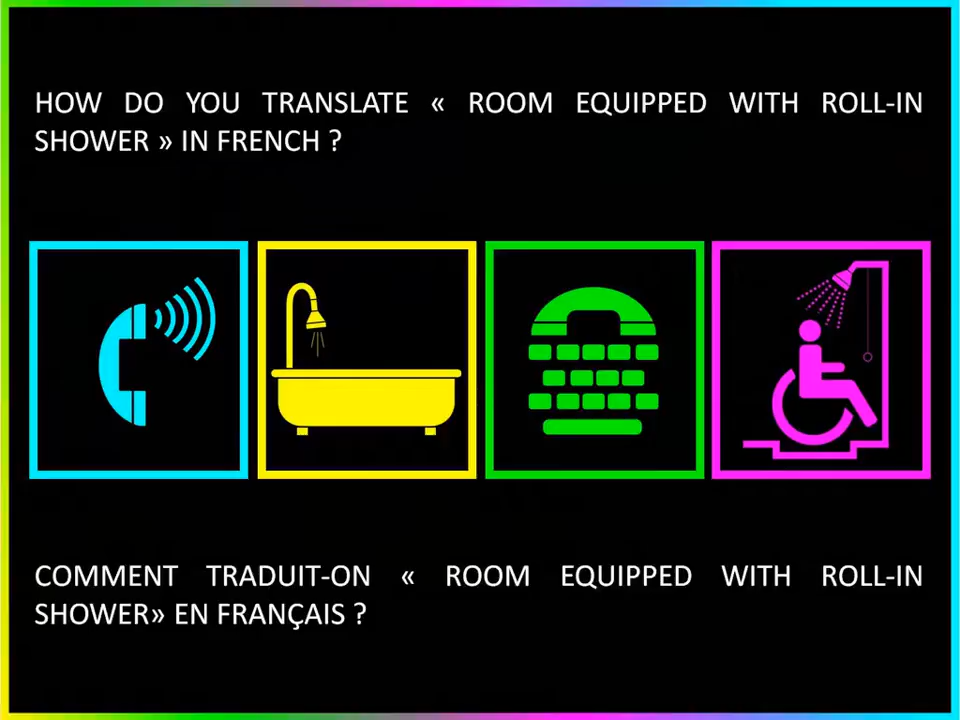 HOW DO YOU TRANSLATE « ROOM EQUIPPED WITH ROLL-IN
SHOWER » IN FRENCH ?
COMMENT TRADUIT-ON « ROOM EQUIPPED WITH ROLL-IN
SHOWER» EN FRANÇAIS ?